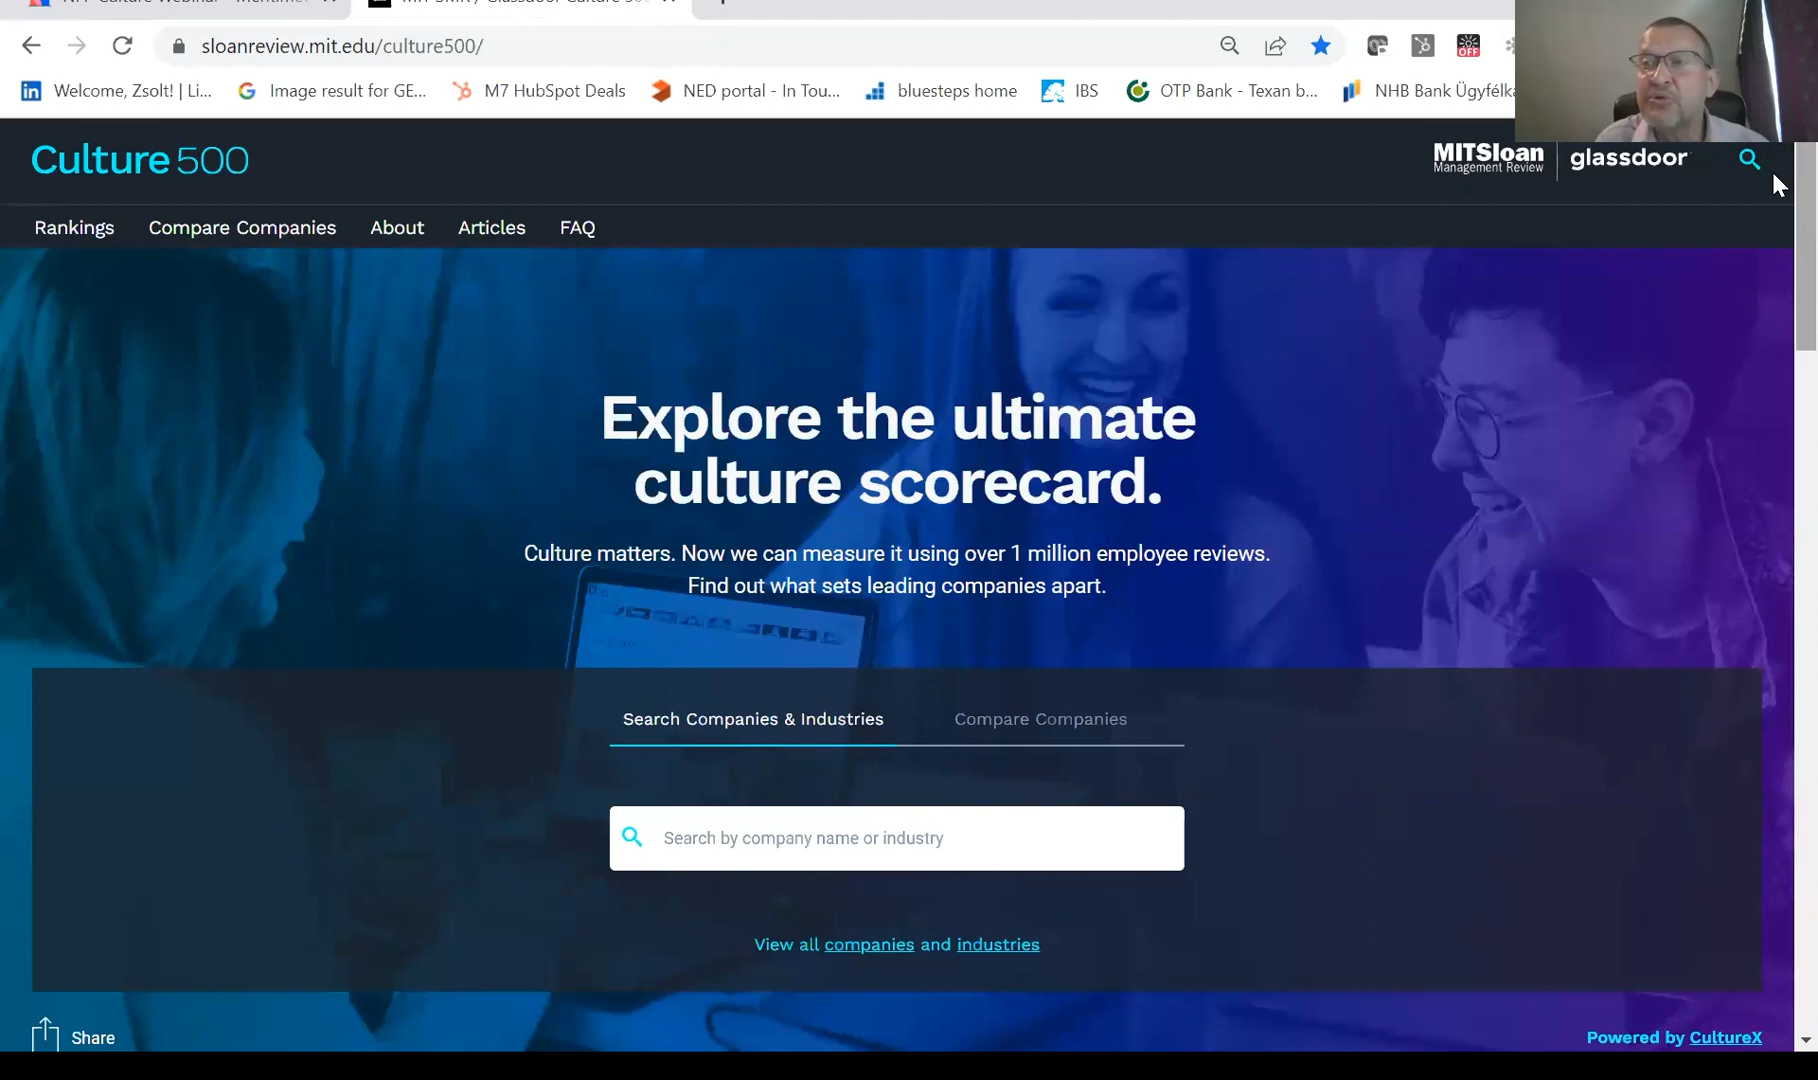 sloanreview.mit.edu/culture500/
Welcome, Zsolt! | Li...
Image result for GE...
M7 HubSpot Deals
NED portal - In Tou...
bluesteps home
IBS
OTP Bank - Texan b...
NHB Bank Ügyfélka
OFF
Culture 500
MITSloan
Management Review
glassdoor
Rankings
Compare Companies
About
Articles
FAQ
Explore the ultimate
culture scorecard.
Culture matters. Now we can measure it using over 1 million employee reviews.
Find out what sets leading companies apart.
Search Companies & Industries
Compare Companies
Search by company name or industry
View all companies and industries
Share
Powered by CultureX